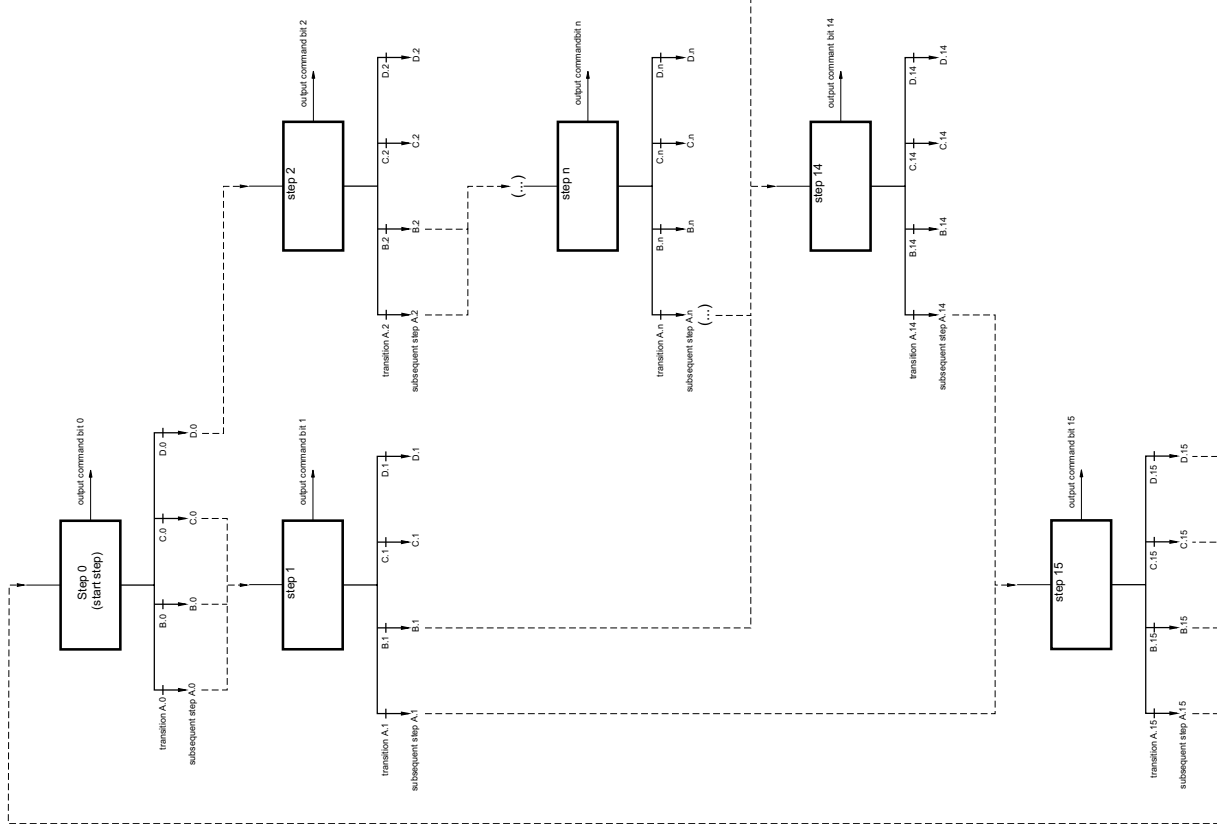 Step 0
(start step)
output command bit 0
transition A.0
B.0
C.0
D.0
subsequent step A.0
B.0
C.0
D.0
step 1
output command bit 1
transition A.1
B.1
C.1
D.1
subsequent step A.1
B.1
C.1
D.1
step 2
output command bit 2
transition A.2
B.2
C.2
D.2
subsequent step A.2
B.2
C.2
D.2
(...)
step n
output commandbit n
transition A.n
B.n
C.n
D.n
subsequent step A.n
B.n
C.n
D.n
(...)
step 14
output commant bit 14
transition A.14
B.14
C.14
D.14
subsequent step A.14
B.14
C.14
D.14
step 15
output command bit 15
transition A.15
B.15
C.15
D.15
subsequent step A.15
B.15
C.15
D.15